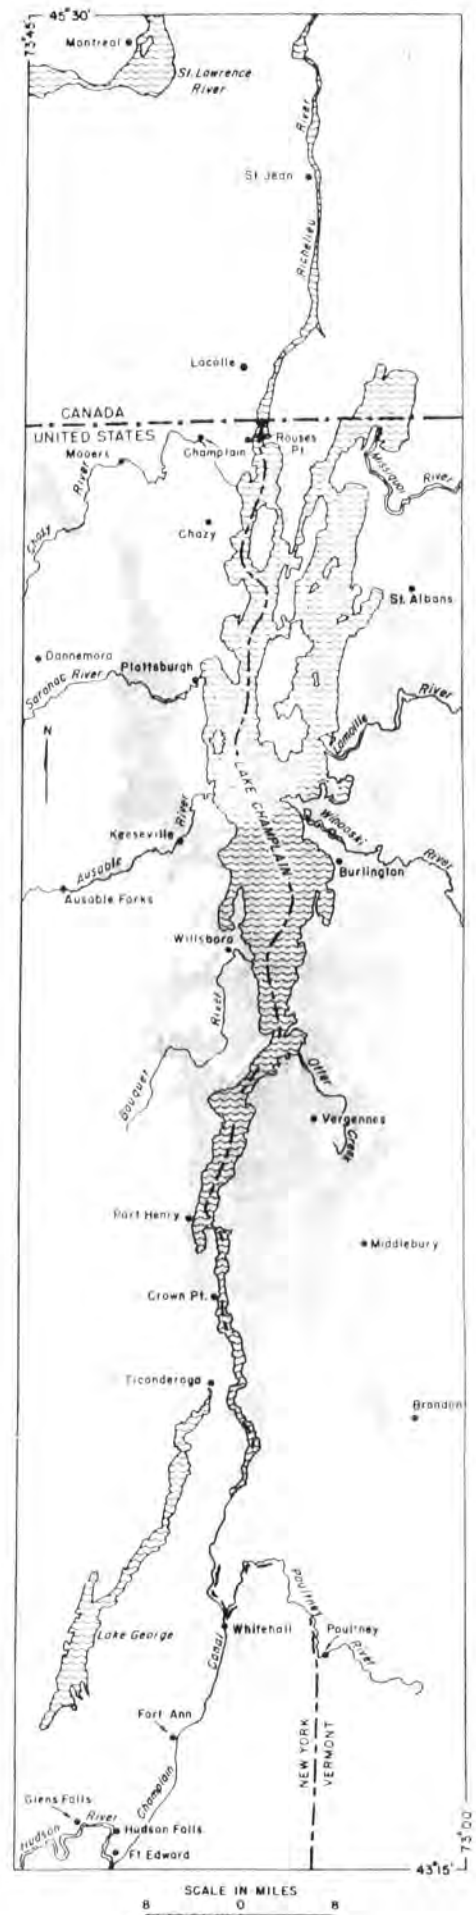 45°30'
73°45'
Montreal
St. Lawrence
River
River
St Jean
Richelieu
Lacolle
CANADA
UNITED STATES
Rouses
Pt.
Champlain
Mooers
River
Chazy
Missisquoi
River
Chazy
St. Albans
Dannemora
Plattsburgh
Saranac River
River
Lamoille
N
LAKE CHAMPLAIN
River
Keeseville
Ausable
Winooski
River
Burlington
Ausable Forks
Willsboro
River
Bouquet
Otter
Creek
Vergennes
Port Henry
Middlebury
Crown Pt.
Ticonderoga
Brandon
Poultney
Lake George
Whitehall
Poultney
River
Canal
Fort Ann
NEW YORK
VERMONT
Champlain
Glens Falls
River
Hudson
Hudson Falls
Ft Edward
73°00'
43°15'
SCALE IN MILES
8 0 8